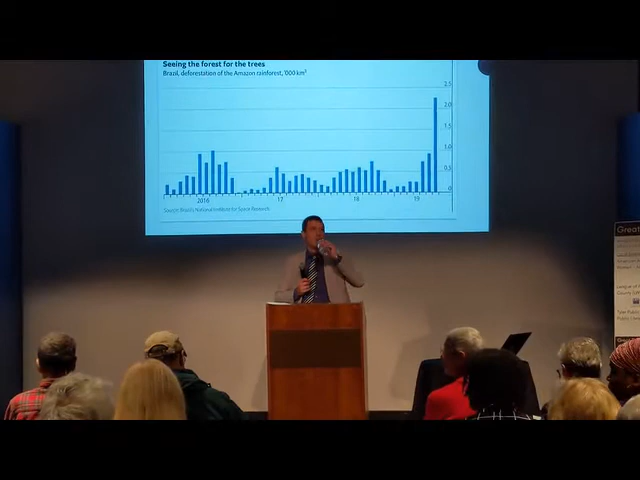 Seeing the forest for the trees
Brazil, deforestation of the Amazon rainforest, '000 km²
2.5
2.0
1.5
1.0
0.5
0
2016
17
18
19
Source: Brazil's National Institute for Space Research
Great